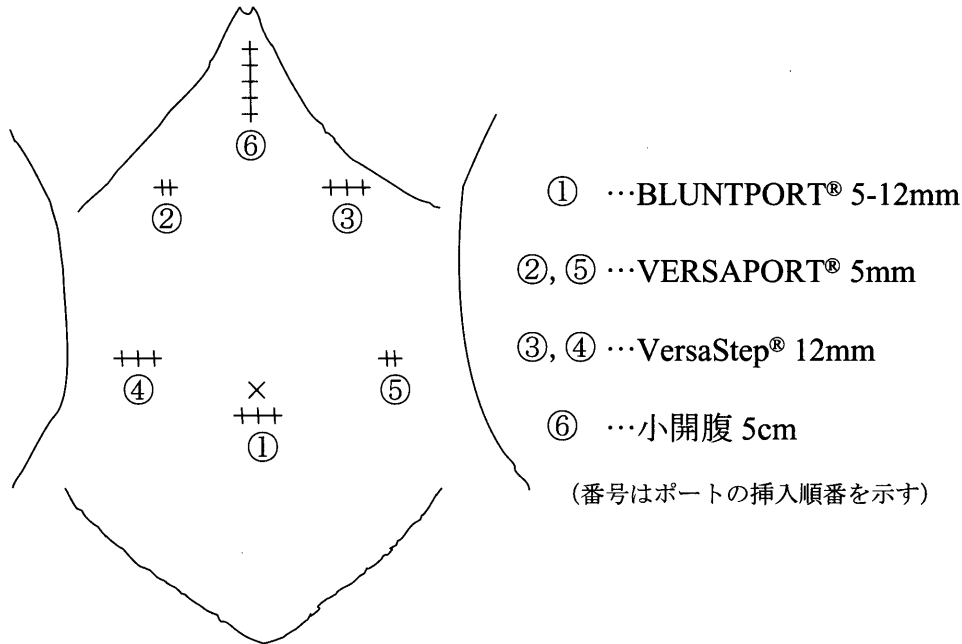 ⑥
②
③
④
⑤
①
① …BLUNTPORT® 5-12mm
②, ⑤ …VERSAPORT® 5mm
③, ④ …VersaStep® 12mm
⑥ …小開腹 5cm
(番号はポートの挿入順番を示す)